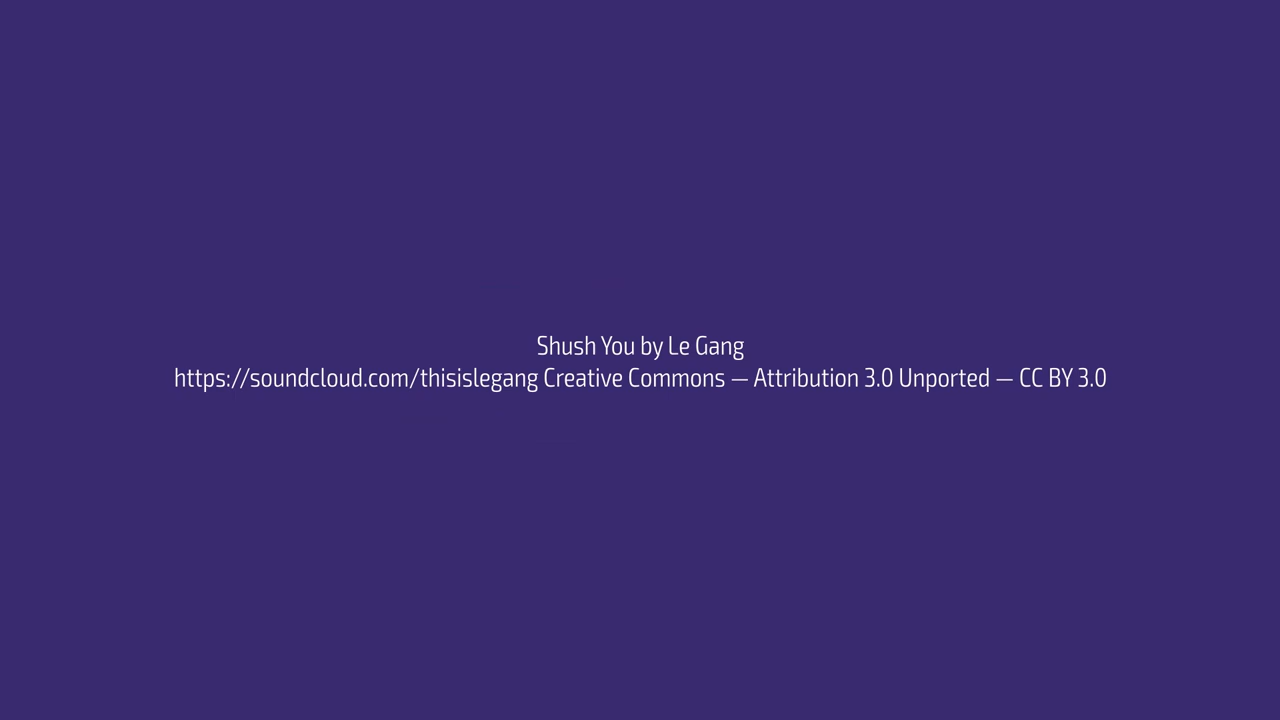 Shush You by Le Gang
https://soundcloud.com/thisislegang Creative Commons — Attribution 3.0 Unported — CC BY 3.0